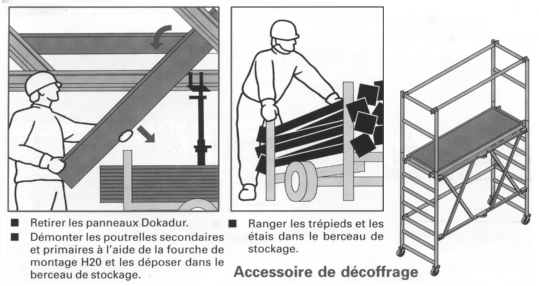 ■ Retirer les panneaux Dokadur.
■ Démonter les poutrelles secondaires
et primaires à l'aide de la fourche de
montage H20 et les déposer dans le
berceau de stockage.
■ Ranger les trépieds et les
étais dans le berceau de
stockage.
Accessoire de décoffrage